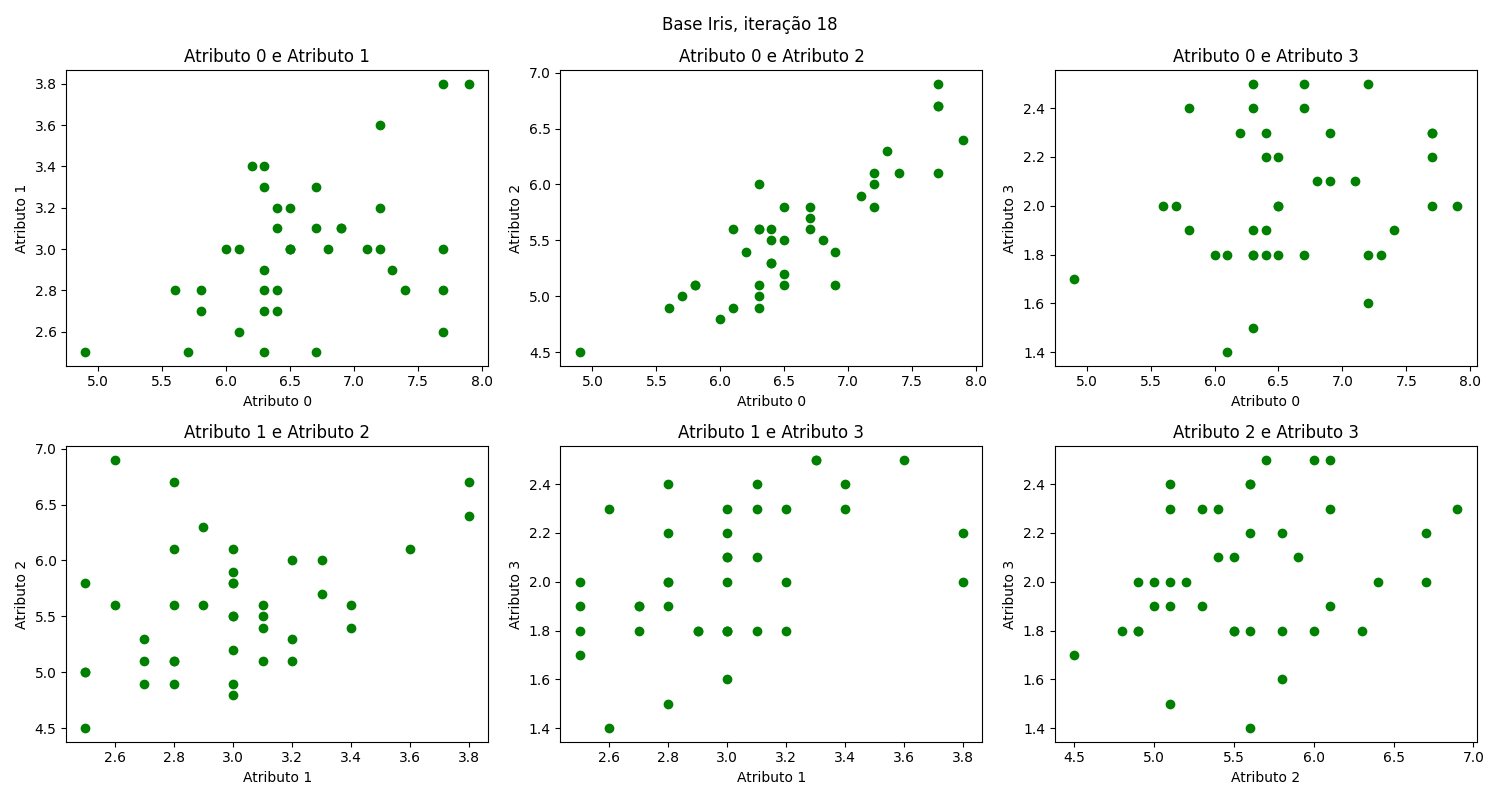 Base Iris, iteração 18
Atributo 0 e Atributo 1
Atributo 0 e Atributo 2
Atributo 0 e Atributo 3
3.8
3.6
3.4
3.2
3.0
2.8
2.6
Atributo 1
5.0 5.5 6.0 6.5 7.0 7.5 8.0
Atributo 0
7.0
6.5
6.0
5.5
5.0
4.5
Atributo 2
5.0 5.5 6.0 6.5 7.0 7.5 8.0
Atributo 0
2.4
2.2
2.0
1.8
1.6
1.4
Atributo 3
5.0 5.5 6.0 6.5 7.0 7.5 8.0
Atributo 0
Atributo 1 e Atributo 2
Atributo 1 e Atributo 3
Atributo 2 e Atributo 3
7.0
6.5
6.0
5.5
5.0
4.5
Atributo 2
2.6 2.8 3.0 3.2 3.4 3.6 3.8
Atributo 1
2.4
2.2
2.0
1.8
1.6
1.4
Atributo 3
2.6 2.8 3.0 3.2 3.4 3.6 3.8
Atributo 1
2.4
2.2
2.0
1.8
1.6
1.4
Atributo 3
4.5 5.0 5.5 6.0 6.5 7.0
Atributo 2